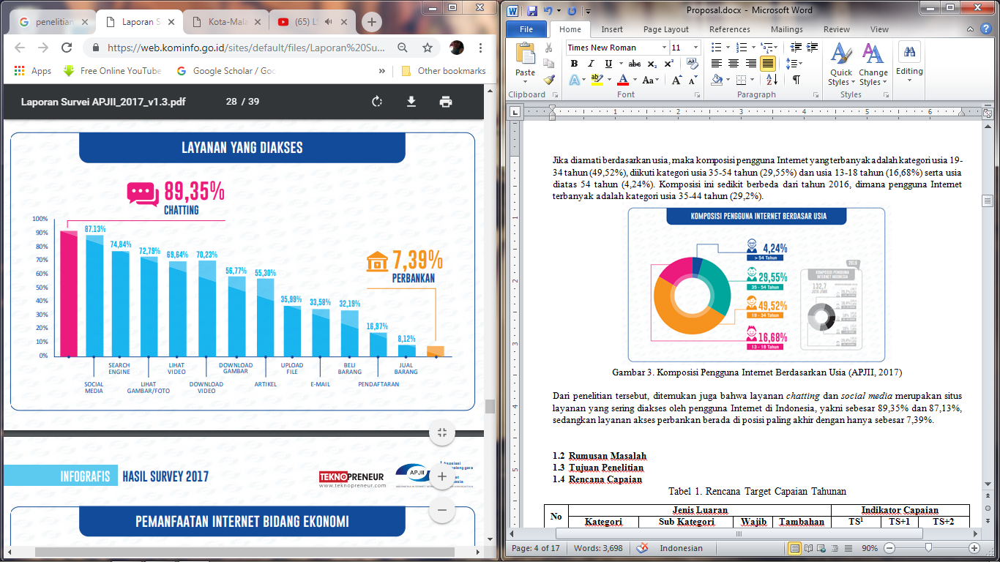 penelitian
Laporan S
Kota-Mala
(65) L
https://web.kominfo.go.id/sites/default/files/Laporan%20Su...
Apps
Free Online YouTube
Google Scholar / Goo
»
Other bookmarks
Laporan Survei APJII_2017_v1.3.pdf
28 / 39
LAYANAN YANG DIAKSES
89,35%
CHATTING
100%
90%
80%
70%
60%
50%
40%
30%
20%
10%
0%
87.13%
74,84%
72,79%
69,64%
70,23%
56,77%
55,30%
35,99%
33,58%
32,19%
16,97%
8,12%
7,39%
PERBANKAN
SOCIAL
MEDIA
SEARCH
ENGINE
LIHAT
GAMBAR/FOTO
LIHAT
VIDEO
DOWNLOAD
VIDEO
DOWNLOAD
GAMBAR
ARTIKEL
UPLOAD
FILE
E-MAIL
BELI
BARANG
PENDAFTARAN
JUAL
BARANG
INFOGRAFIS HASIL SURVEY 2017
TEKNOPRENEUR
www.teknopreneur.com
APJII
PEMANFAATAN INTERNET BIDANG EKONOMI
Proposal.docx - Microsoft Word
File Home Insert Page Layout References Mailings Review View
Paste
Clipboard
Times New Roman 11
Font
Paragraph
Quick
Styles
Change
Styles
Styles
Editing
1 2 3 4 5 6
Jika diamati berdasarkan usia, maka komposisi pengguna Internet yang terbanyak adalah kategori usia 19-
34 tahun (49,52%), diikuti kategori usia 35-54 tahun (29,55%) dan usia 13-18 tahun (16,68%) serta usia
diatas 54 tahun (4,24%). Komposisi ini sedikit berbeda dari tahun 2016, dimana pengguna Internet
terbanyak adalah kategori usia 35-44 tahun (29,2%).
KOMPOSISI PENGGUNA INTERNET BERDASAR USIA
4,24%
> 54 Tahun
29,55%
35 - 54 Tahun
49,52%
19 - 34 Tahun
16,68%
13 - 18 Tahun
2016
KOMPOSISI PENGGUNA
INTERNET INDONESIA
132,7
JUTA JIWA
Gambar 3. Komposisi Pengguna Internet Berdasarkan Usia (APJII, 2017)
Dari penelitian tersebut, ditemukan juga bahwa layanan chatting dan social media merupakan situs
layanan yang sering diakses oleh pengguna Internet di Indonesia, yakni sebesar 89,35% dan 87,13%,
sedangkan layanan akses perbankan berada di posisi paling akhir dengan hanya sebesar 7,39%.
1.2 Rumusan Masalah
1.3 Tujuan Penelitian
1.4 Rencana Capaian
Tabel 1. Rencana Target Capaian Tahunan
No Jenis Luaran Indikator Capaian
Kategori Sub Kategori Wajib Tambahan TS1 TS+1 TS+2
Page: 4 of 17 Words: 3,698 Indonesian 90%